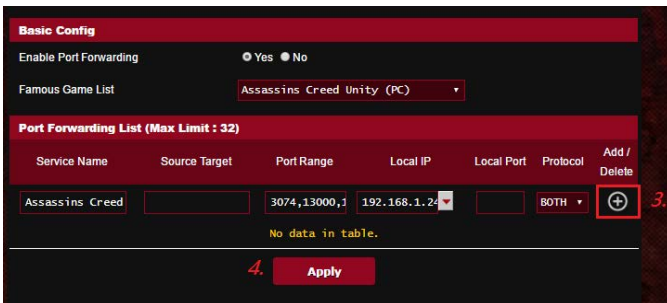 Basic Config
Enable Port Forwarding Yes No
Famous Game List Assassins Creed Unity (PC)
Port Forwarding List (Max Limit : 32)
Service Name Source Target Port Range Local IP Local Port Protocol Add / Delete
Assassins Creed 3074,13000,1 192.168.1.24 BOTH 3.
No data in table.
4. Apply